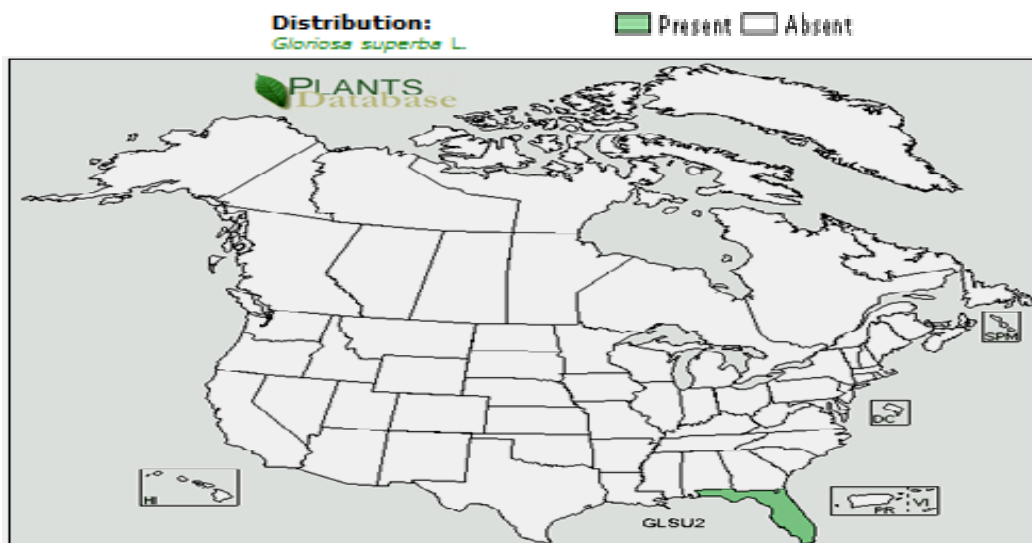 Distribution:
Gloriosa superba L.
Present Absent
PLANTS
Database
SPM
DC
HI
PR VI
GLSU2